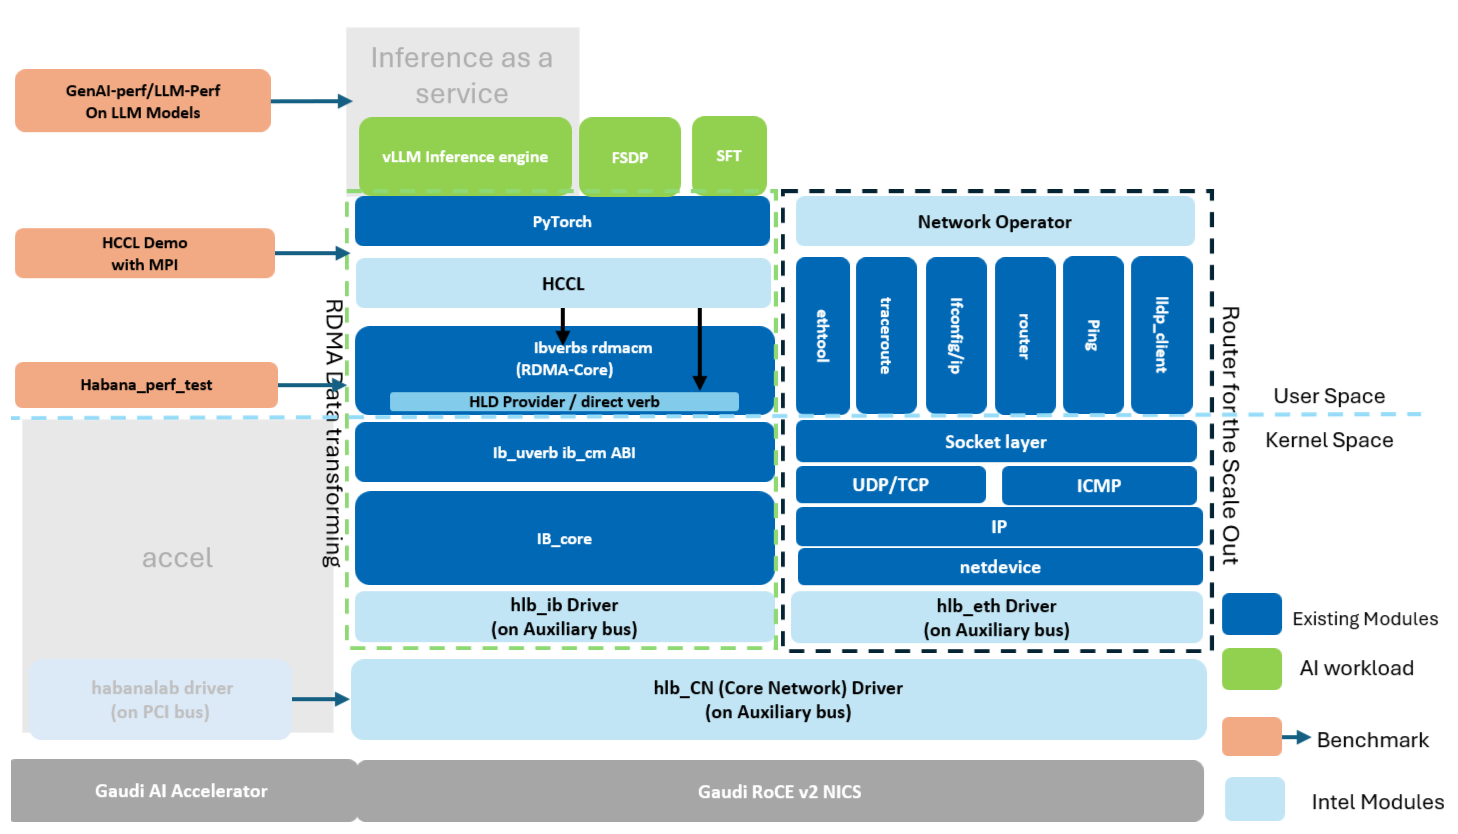 Inference as a
service
GenAI-perf/LLM-Perf
On LLM Models
vLLM Inference engine
FSDP
SFT
HCCL Demo
with MPI
PyTorch
Network Operator
HCCL
Habana_perf_test
Ibverbs rdmacm
(RDMA-Core)
HLD Provider / direct verb
ethtool
traceroute
Ifconfig/ip
router
Ping
lldp_client
RDMA Data transforming
Router for the Scale Out
User Space
Kernel Space
Ib_uverb ib_cm ABI
Socket layer
UDP/TCP
ICMP
IP
accel
IB_core
netdevice
hlb_ib Driver
(on Auxiliary bus)
hlb_eth Driver
(on Auxiliary bus)
habanalab driver
(on PCI bus)
hlb_CN (Core Network) Driver
(on Auxiliary bus)
Gaudi AI Accelerator
Gaudi RoCE v2 NICS
Existing Modules
AI workload
Benchmark
Intel Modules